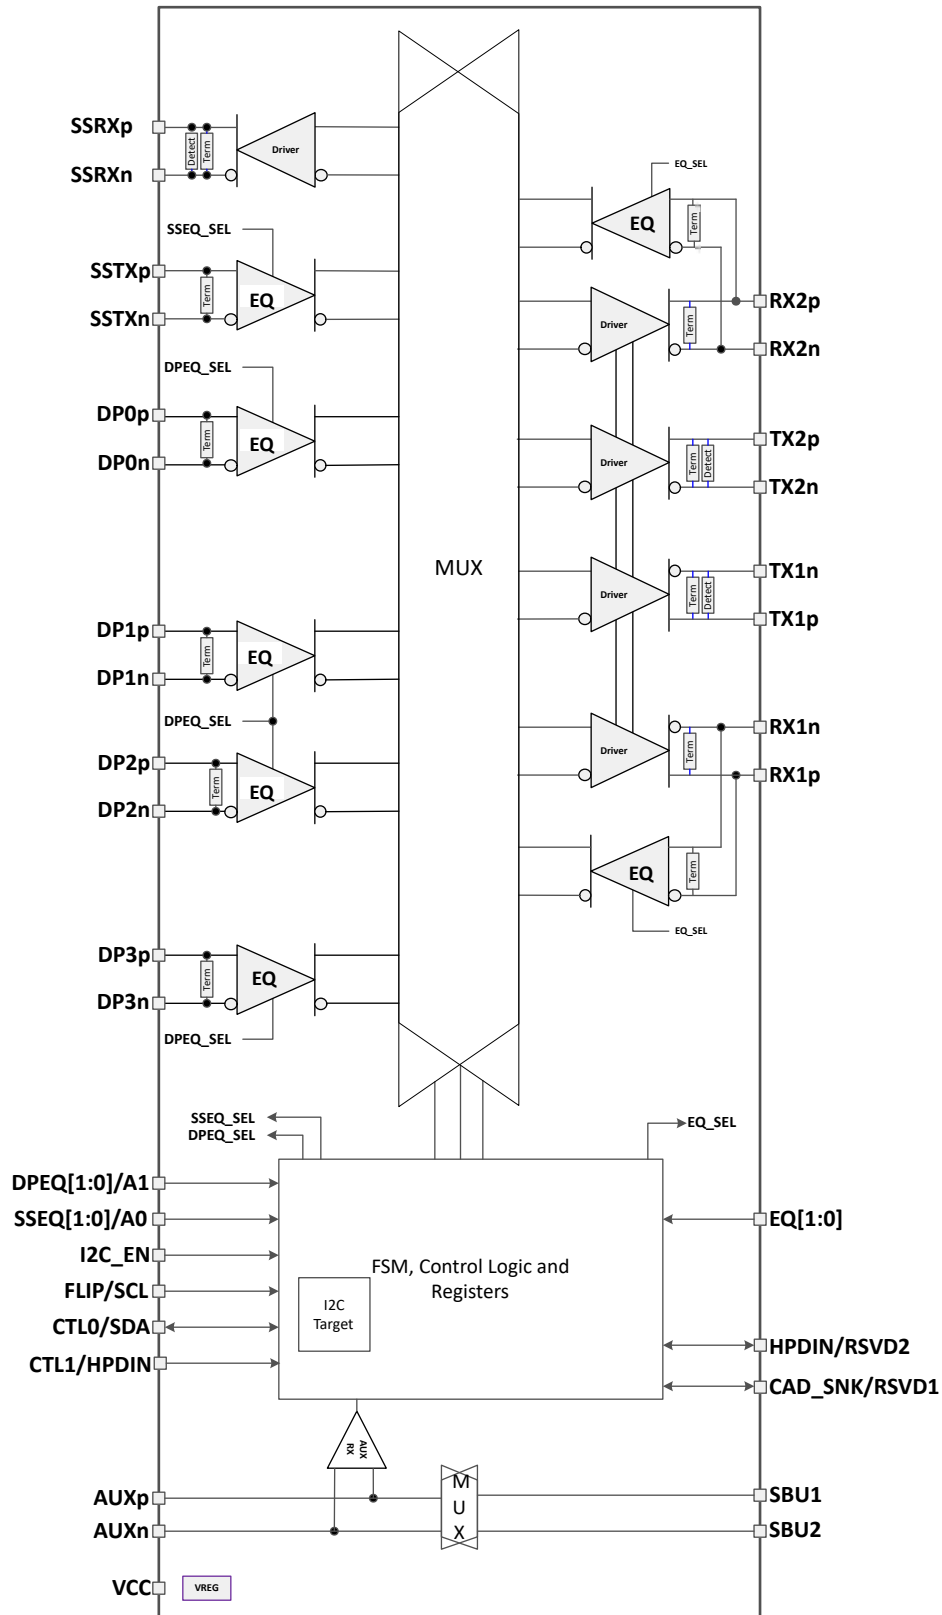 SSRXp
SSRXn
Detect
Term
Driver
SSEQ_SEL
SSTXp
SSTXn
Term
EQ
DPEQ_SEL
DP0p
DP0n
Term
EQ
DP1p
DP1n
Term
EQ
DPEQ_SEL
DP2p
DP2n
Term
EQ
DP3p
DP3n
Term
EQ
DPEQ_SEL
MUX
EQ_SEL
EQ
Term
RX2p
RX2n
Driver
Term
TX2p
TX2n
Driver
Term
Detect
TX1n
TX1p
Driver
Term
Detect
RX1n
RX1p
Driver
Term
EQ
Term
EQ_SEL
SSEQ_SEL
DPEQ_SEL
EQ_SEL
DPEQ[1:0]/A1
SSEQ[1:0]/A0
I2C_EN
FLIP/SCL
CTL0/SDA
CTL1/HPDIN
FSM, Control Logic and
Registers
I2C
Target
EQ[1:0]
HPDIN/RSVD2
CAD_SNK/RSVD1
AUX
RX
AUXp
AUXn
M
U
X
SBU1
SBU2
VCC
VREG